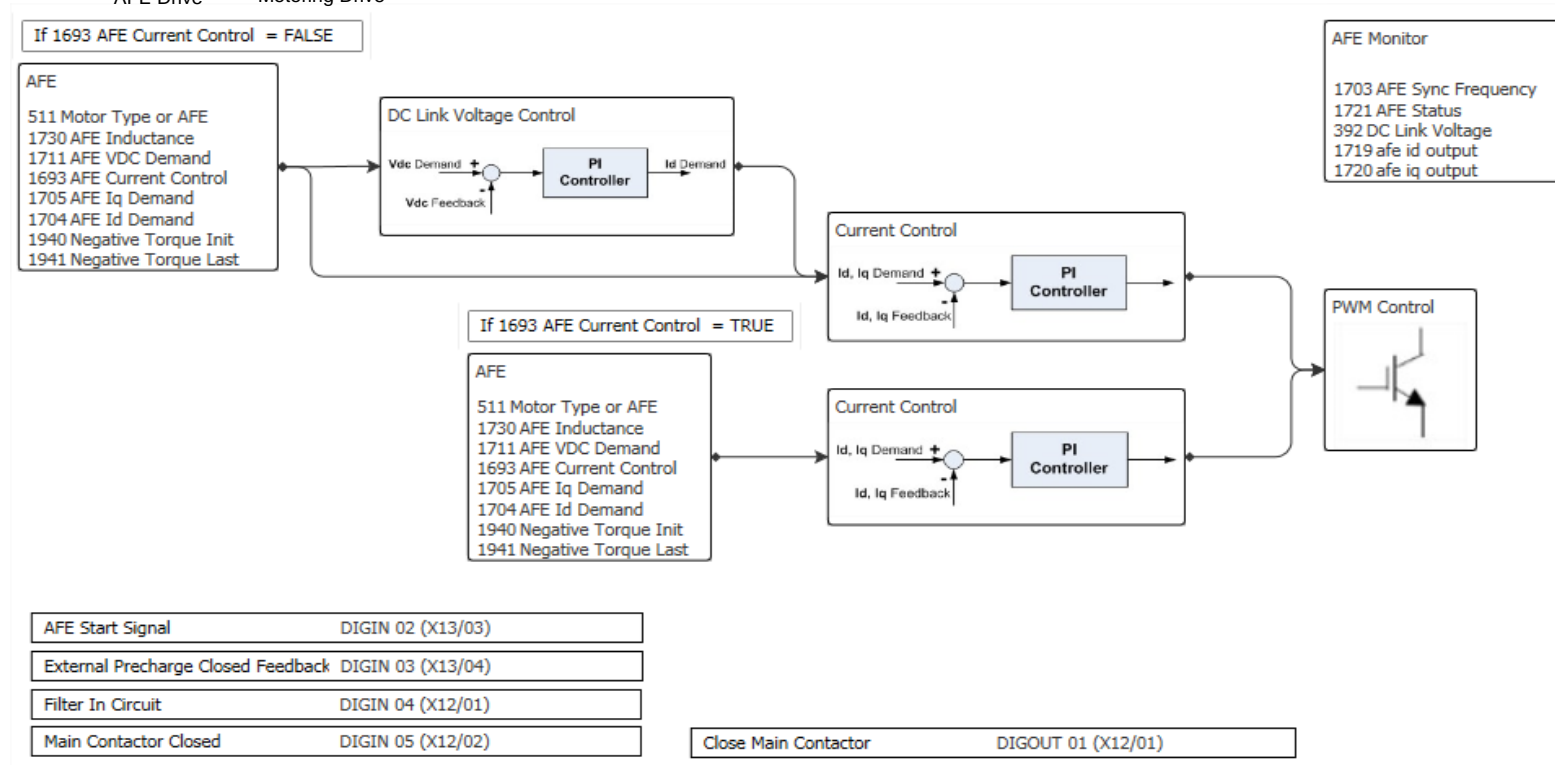 AFE Drive Motoring Drive
If 1693 AFE Current Control = FALSE
AFE
511 Motor Type or AFE
1730 AFE Inductance
1711 AFE VDC Demand
1693 AFE Current Control
1705 AFE Iq Demand
1704 AFE Id Demand
1940 Negative Torque Init
1941 Negative Torque Last
DC Link Voltage Control
Vdc Demand +
-
Vdc Feedback
PI
Controller
Id Demand
Current Control
Id, Iq Demand +
-
Id, Iq Feedback
PI
Controller
AFE Monitor
1703 AFE Sync Frequency
1721 AFE Status
392 DC Link Voltage
1719 afe id output
1720 afe iq output
PWM Control
If 1693 AFE Current Control = TRUE
AFE
511 Motor Type or AFE
1730 AFE Inductance
1711 AFE VDC Demand
1693 AFE Current Control
1705 AFE Iq Demand
1704 AFE Id Demand
1940 Negative Torque Init
1941 Negative Torque Last
Current Control
Id, Iq Demand +
-
Id, Iq Feedback
PI
Controller
AFE Start Signal DIGIN 02 (X13/03)
External Precharge Closed Feedback DIGIN 03 (X13/04)
Filter In Circuit DIGIN 04 (X12/01)
Main Contactor Closed DIGIN 05 (X12/02)
Close Main Contactor DIGOUT 01 (X12/01)